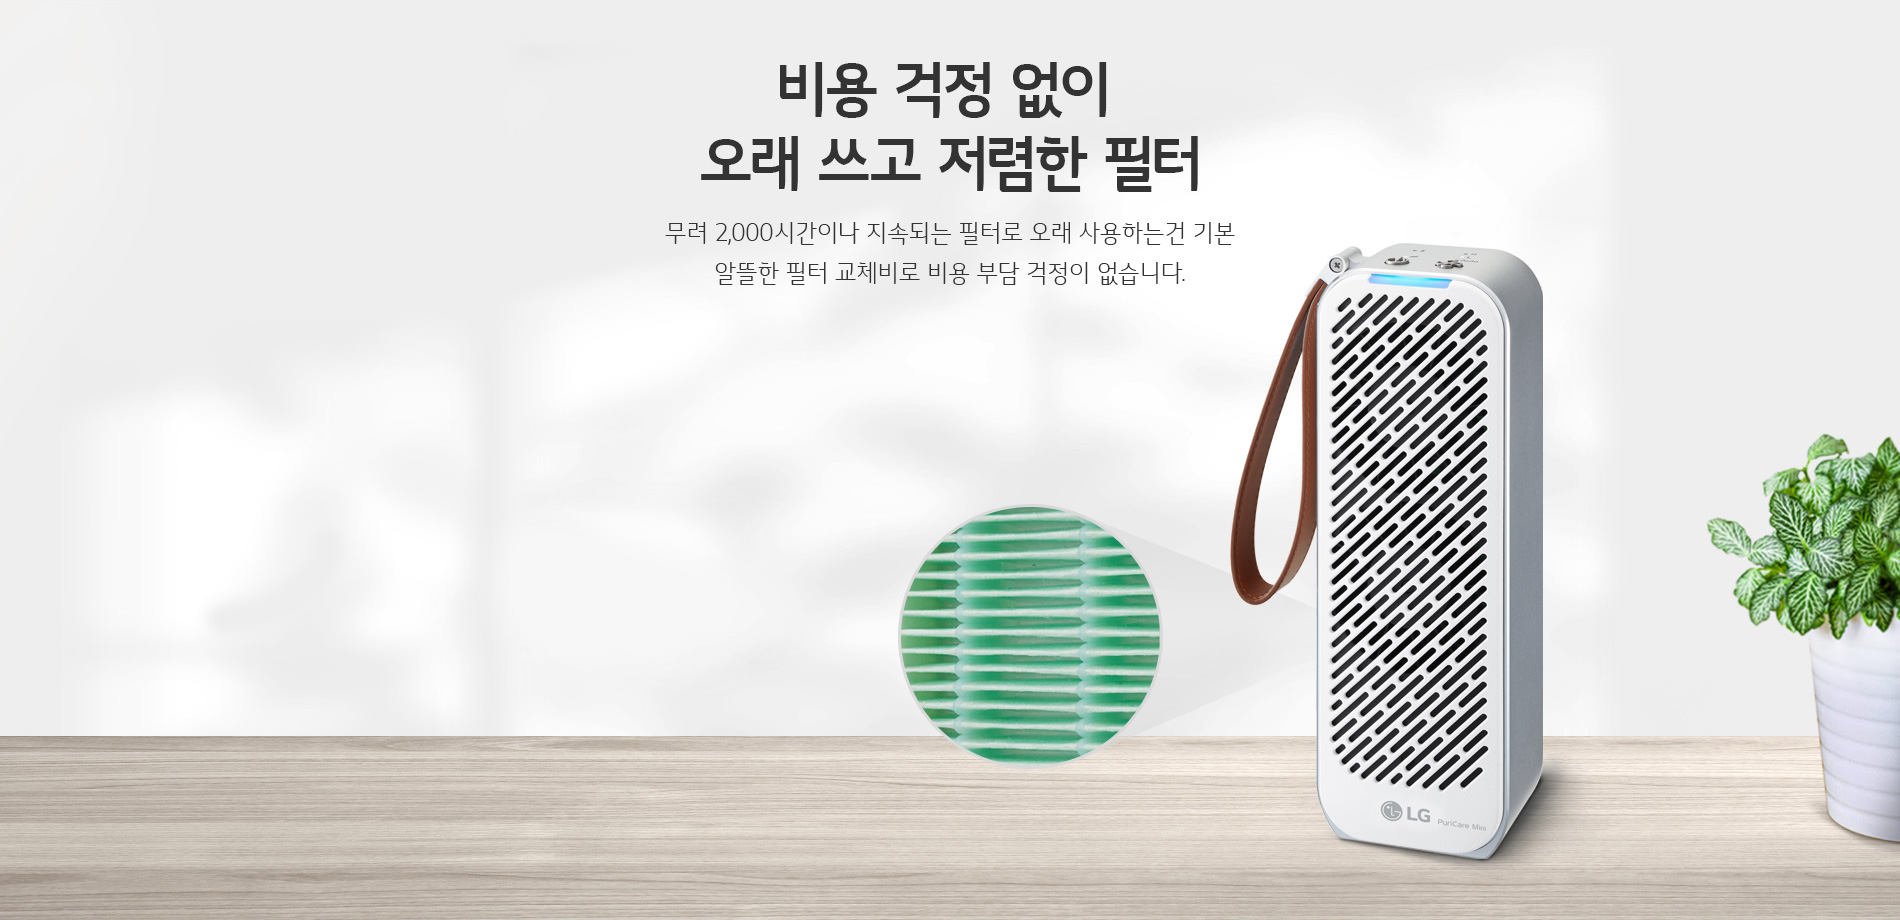 비용 걱정 없이
오래 쓰고 저렴한 필터
무려 2,000시간이나 지속되는 필터로 오래 사용하는건 기본
알뜰한 필터 교체비로 비용 부담 걱정이 없습니다.
LG PuriCare Mini